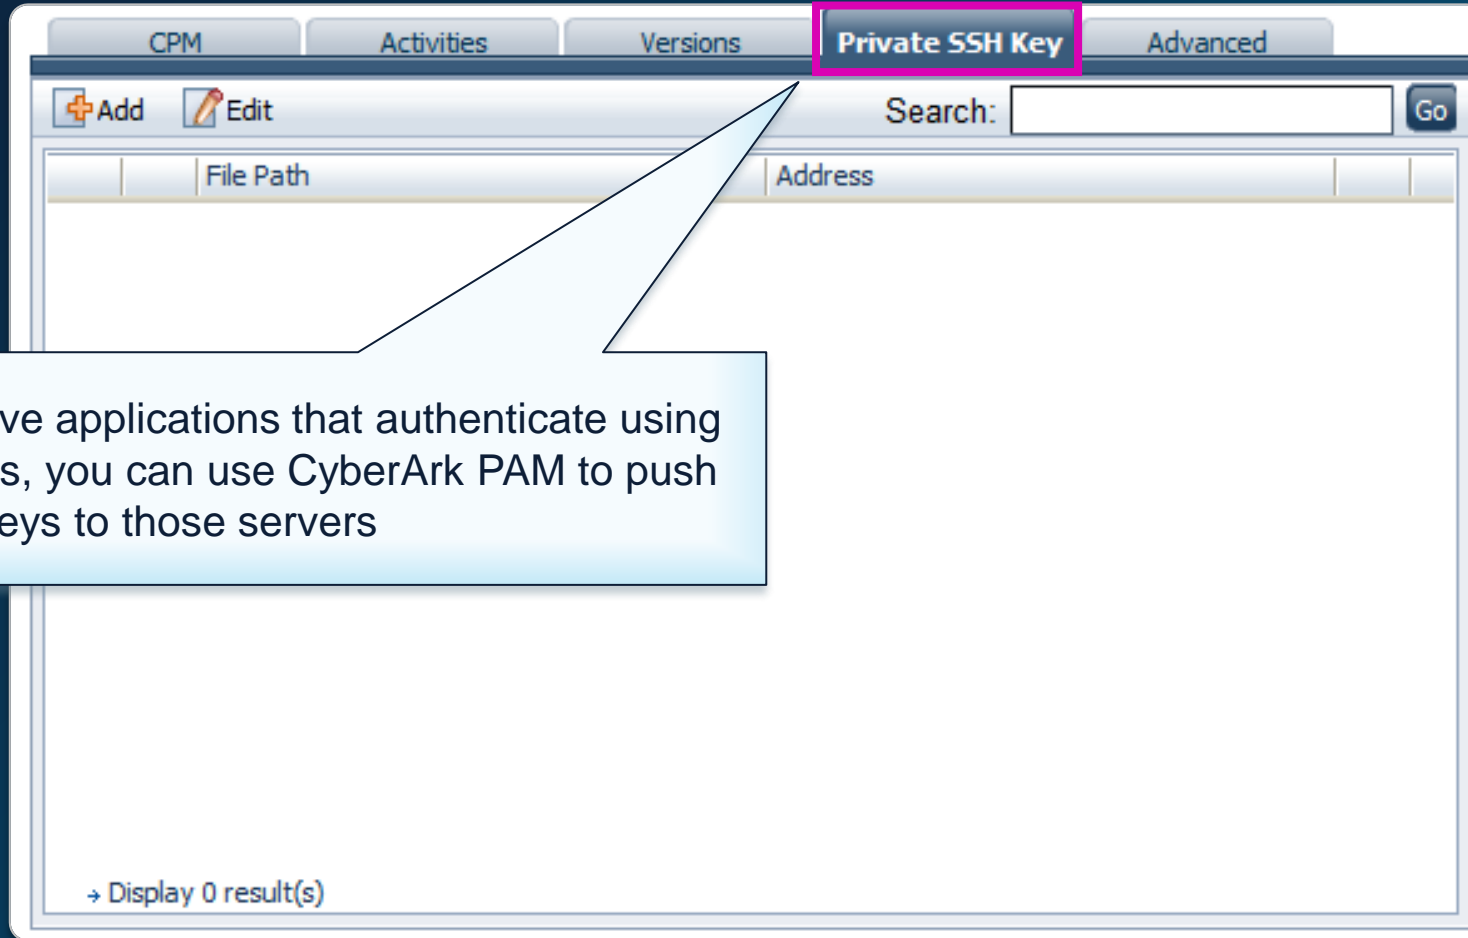 CPM Activities Versions Private SSH Key Advanced
Add Edit Search: Go
File Path Address
ve applications that authenticate using
s, you can use CyberArk PAM to push
eys to those servers
Display 0 result(s)